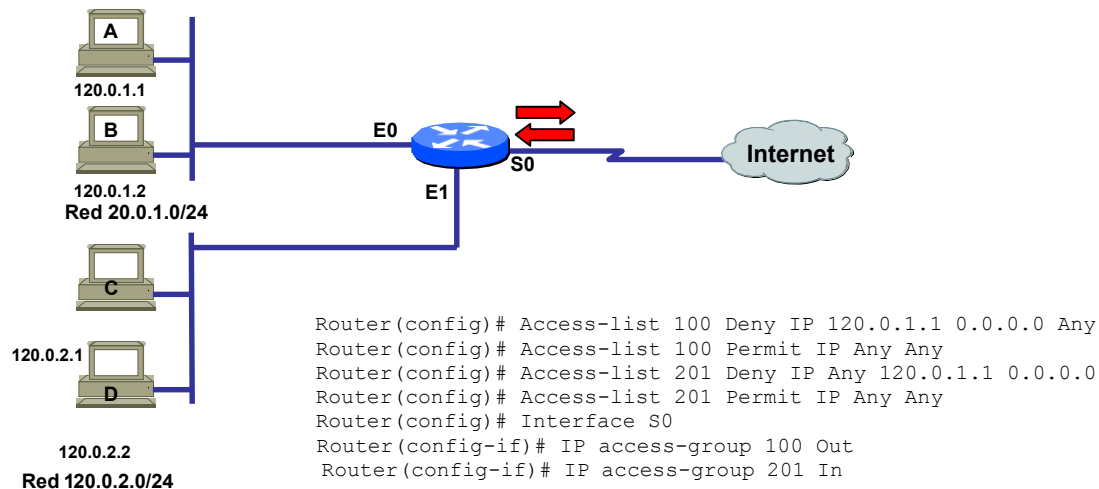 A
120.0.1.1
B
120.0.1.2
Red 20.0.1.0/24
E0
S0
E1
Internet
C
120.0.2.1
D
120.0.2.2
Red 120.0.2.0/24
Router(config)# Access-list 100 Deny IP 120.0.1.1 0.0.0.0 Any
Router(config)# Access-list 100 Permit IP Any Any
Router(config)# Access-list 201 Deny IP Any 120.0.1.1 0.0.0.0
Router(config)# Access-list 201 Permit IP Any Any
Router(config)# Interface S0
Router(config-if)# IP access-group 100 Out
Router(config-if)# IP access-group 201 In